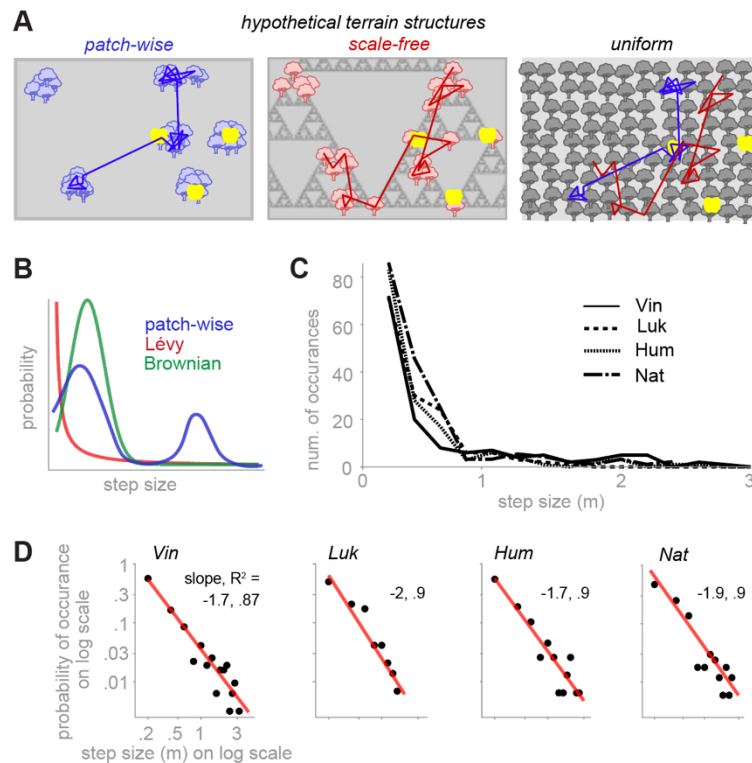 A
hypothetical terrain structures
patch-wise
scale-free
uniform
B
patch-wise
Lévy
Brownian
probability
step size
C
Vin
Luk
Hum
Nat
num. of occurances
80
60
40
20
0
0
1
2
3
step size (m)
D
Vin
Luk
Hum
Nat
slope, R² =
-1.7, .87
-2, .9
-1.7, .9
-1.9, .9
probability of occurance
on log scale
1
.3
.1
.03
.01
.2
.5
1
3
step size (m) on log scale